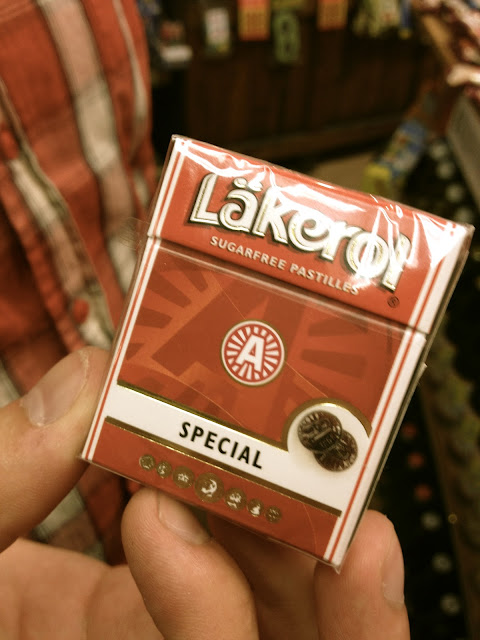 Läkerol
®
SUGARFREE PASTILLES
A
SPECIAL